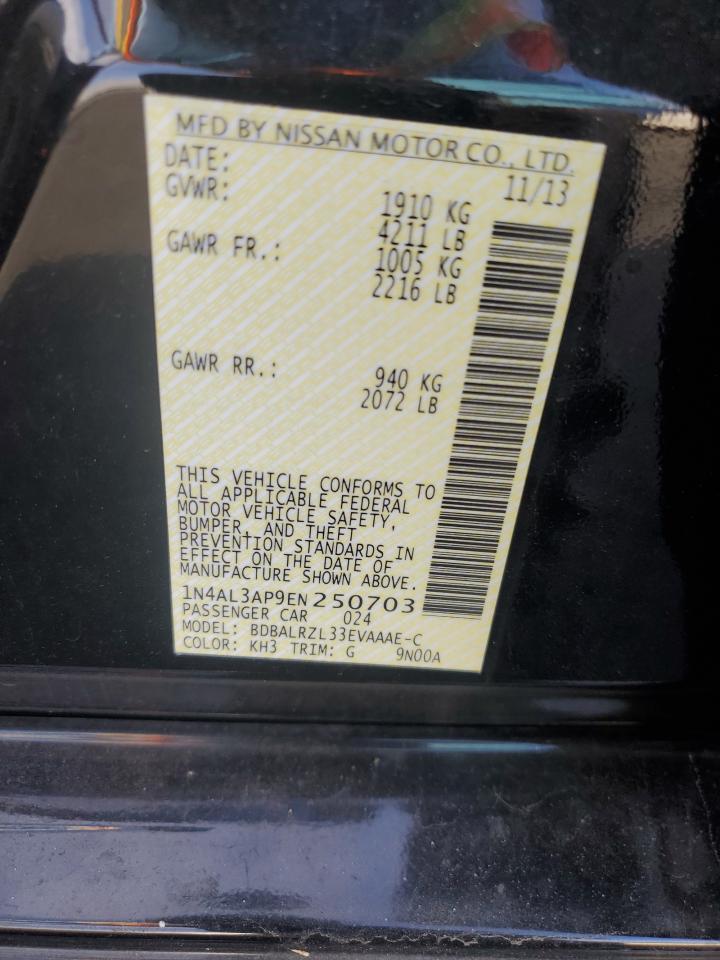 MFD BY NISSAN MOTOR CO., LTD.
DATE: 11/13
GVWR: 1910 KG
4211 LB
GAWR FR.: 1005 KG
2216 LB
GAWR RR.: 940 KG
2072 LB
THIS VEHICLE CONFORMS TO
ALL APPLICABLE FEDERAL
MOTOR VEHICLE SAFETY,
BUMPER, AND THEFT
PREVENTION STANDARDS IN
EFFECT ON THE DATE OF
MANUFACTURE SHOWN ABOVE.
1N4AL3AP9EN250703
PASSENGER CAR 024
MODEL: BDBALRZL33EVAAAE-C
COLOR: KH3 TRIM: G 9N00A